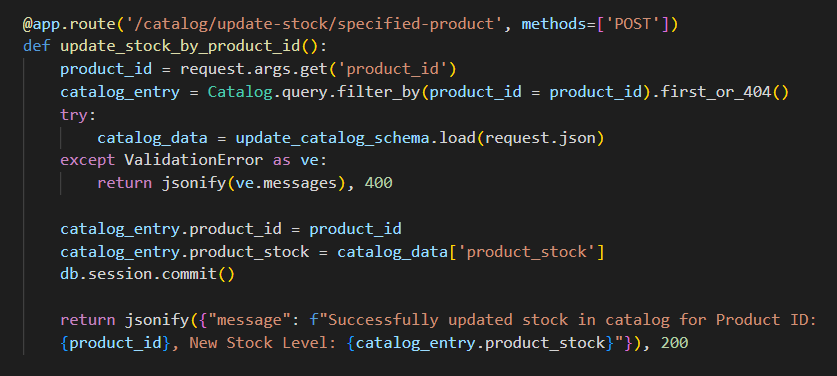 @app.route('/catalog/update-stock/specified-product', methods=['POST'])
def update_stock_by_product_id():
    product_id = request.args.get('product_id')
    catalog_entry = Catalog.query.filter_by(product_id = product_id).first_or_404()
    try:
        catalog_data = update_catalog_schema.load(request.json)
    except ValidationError as ve:
        return jsonify(ve.messages), 400

    catalog_entry.product_id = product_id
    catalog_entry.product_stock = catalog_data['product_stock']
    db.session.commit()

    return jsonify({"message": f"Successfully updated stock in catalog for Product ID:
    {product_id}, New Stock Level: {catalog_entry.product_stock}"}), 200